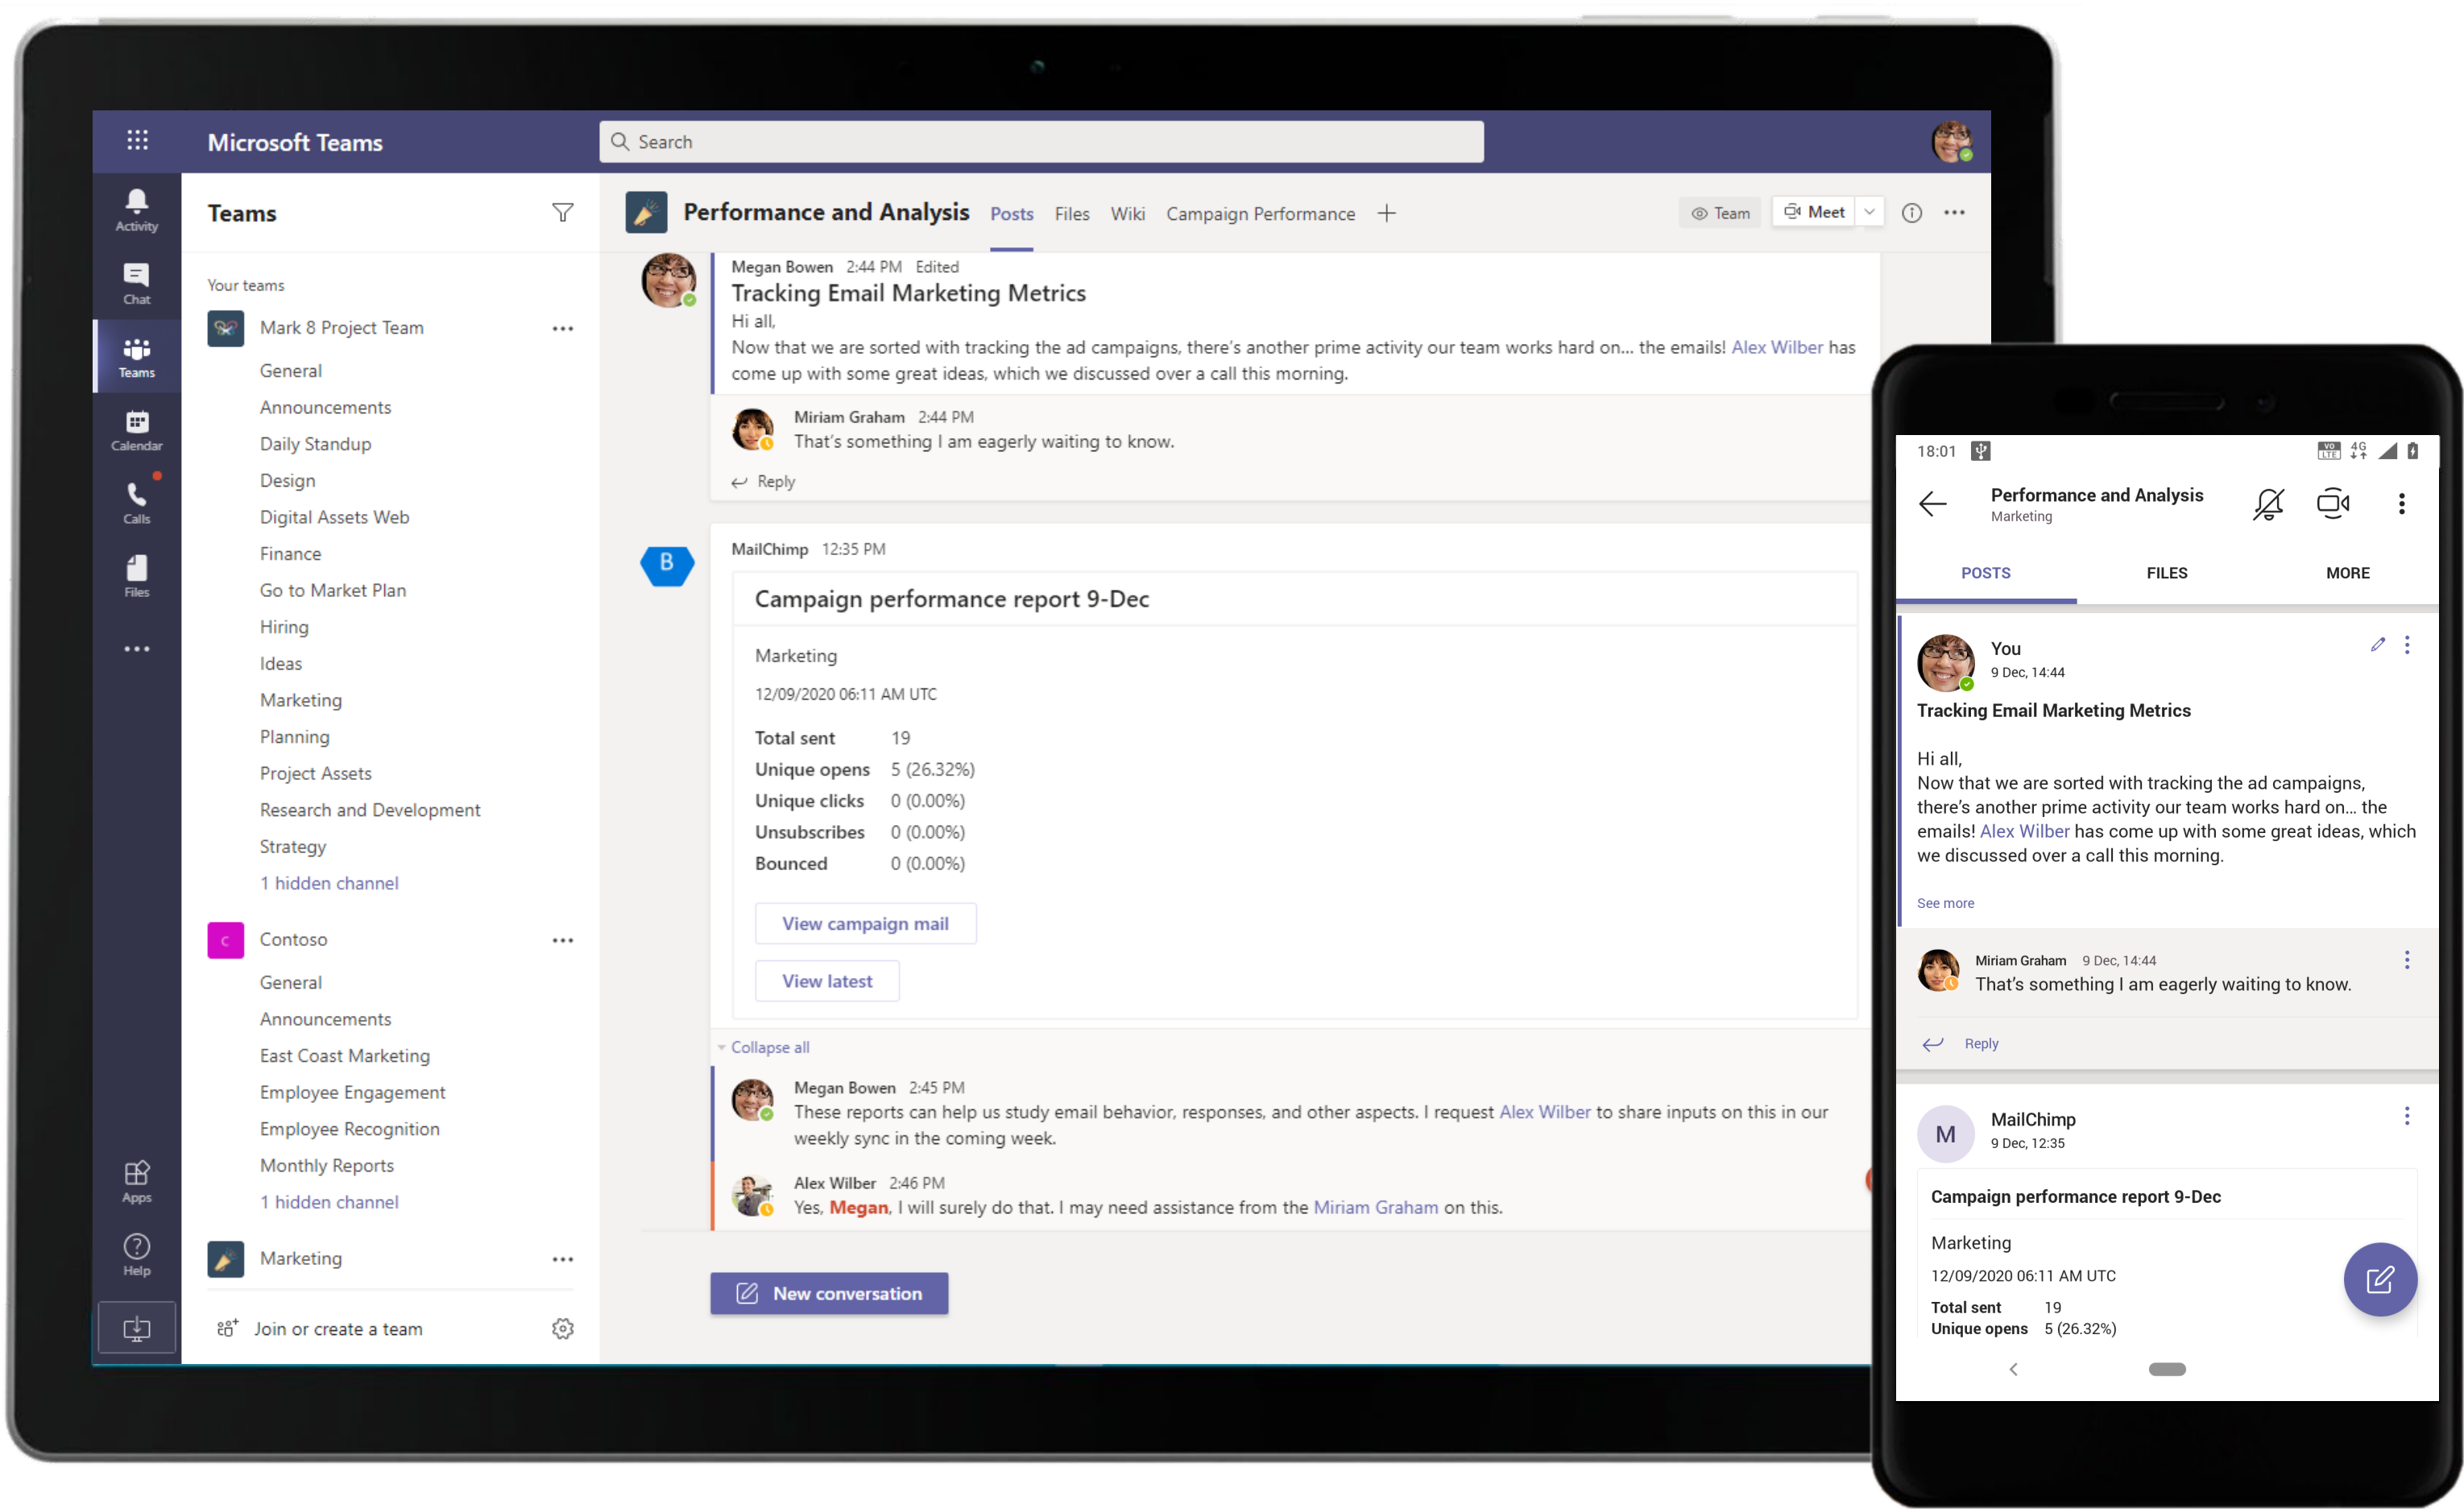 Microsoft Teams
Search
Activity
Chat
Teams
Calendar
Calls
Files
Apps
Help
Teams
Your teams
Mark 8 Project Team
General
Announcements
Daily Standup
Design
Digital Assets Web
Finance
Go to Market Plan
Hiring
Ideas
Marketing
Planning
Project Assets
Research and Development
Strategy
1 hidden channel
C
Contoso
General
Announcements
East Coast Marketing
Employee Engagement
Employee Recognition
Monthly Reports
1 hidden channel
Marketing
Join or create a team
Performance and Analysis Posts Files Wiki Campaign Performance
Team Meet
Megan Bowen 2:44 PM Edited
Tracking Email Marketing Metrics
Hi all,
Now that we are sorted with tracking the ad campaigns, there's another prime activity our team works hard on... the emails! Alex Wilber has
come up with some great ideas, which we discussed over a call this morning.
Miriam Graham 2:44 PM
That's something I am eagerly waiting to know.
Reply
B
MailChimp 12:35 PM
Campaign performance report 9-Dec
Marketing
12/09/2020 06:11 AM UTC
Total sent 19
Unique opens 5 (26.32%)
Unique clicks 0 (0.00%)
Unsubscribes 0 (0.00%)
Bounced 0 (0.00%)
View campaign mail
View latest
Collapse all
Megan Bowen 2:45 PM
These reports can help us study email behavior, responses, and other aspects. I request Alex Wilber to share inputs on this in our
weekly sync in the coming week.
Alex Wilber 2:46 PM
Yes, Megan, I will surely do that. I may need assistance from the Miriam Graham on this.
New conversation
18:01 VO LTE 4G
Performance and Analysis
Marketing
POSTS FILES MORE
You
9 Dec, 14:44
Tracking Email Marketing Metrics
Hi all,
Now that we are sorted with tracking the ad campaigns,
there's another prime activity our team works hard on... the
emails! Alex Wilber has come up with some great ideas, which
we discussed over a call this morning.
See more
Miriam Graham 9 Dec, 14:44
That's something I am eagerly waiting to know.
Reply
M
MailChimp
9 Dec, 12:35
Campaign performance report 9-Dec
Marketing
12/09/2020 06:11 AM UTC
Total sent 19
Unique opens 5 (26.32%)